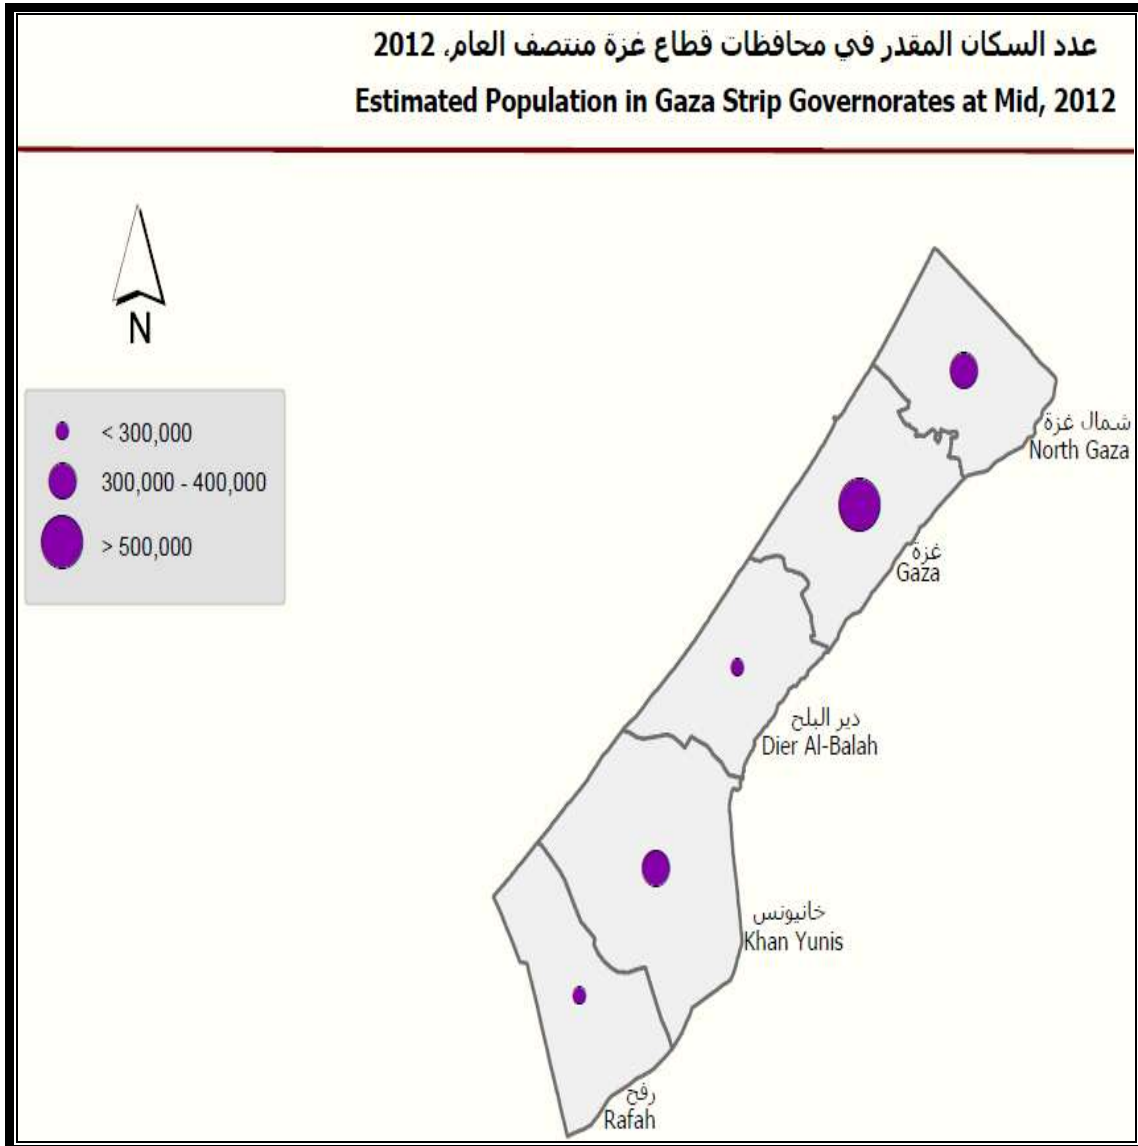 عدد السكان المقدر في محافظات قطاع غزة منتصف العام، 2012
Estimated Population in Gaza Strip Governorates at Mid, 2012
N
< 300,000
300,000 - 400,000
> 500,000
شمال غزة
North Gaza
غزة
Gaza
دير البلح
Dier Al-Balah
خانيونس
Khan Yunis
رفح
Rafah